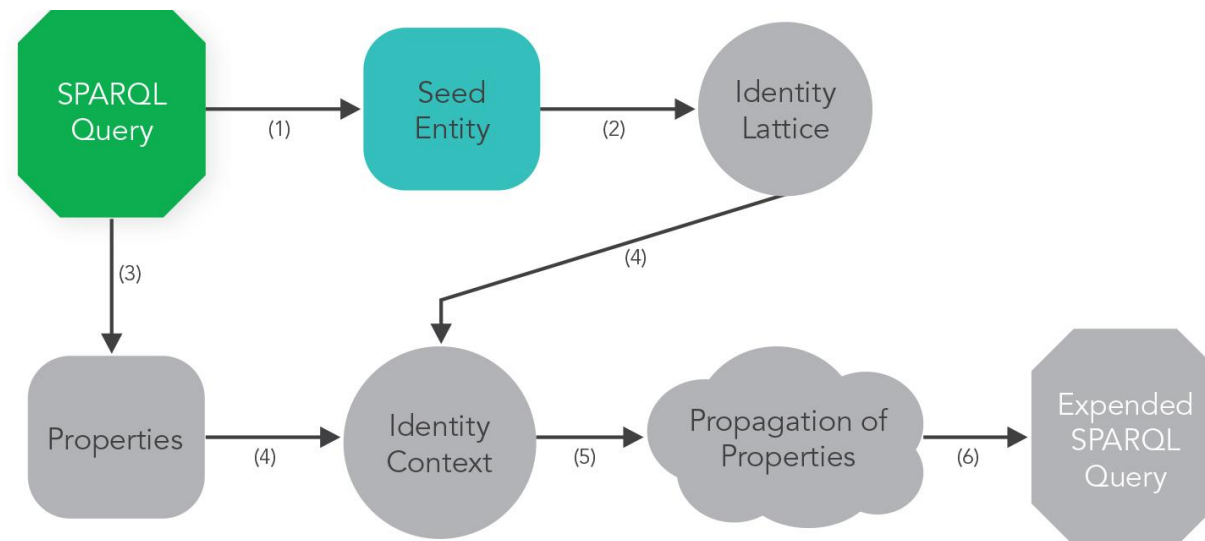 SPARQL
Query
(1)
Seed
Entity
(2)
Identity
Lattice
(3)
(4)
Properties
(4)
Identity
Context
(5)
Propagation of
Properties
(6)
Expended
SPARQL
Query